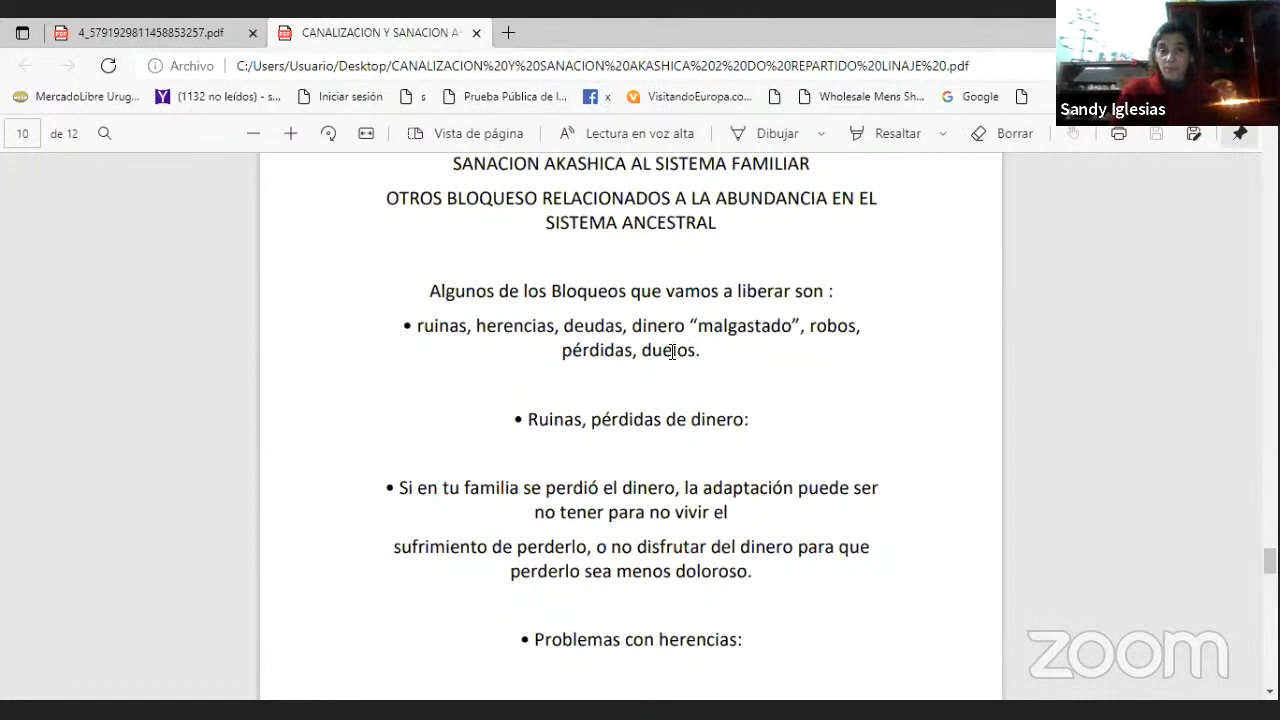 4_5791929811458853257.pdf
CANALIZACION Y SANACION A
Archivo
C:/Users/Usuario/Desktop/CANALIZACION%20Y%20SANACION%20AKASHICA%202%20DO%20REPARTIDO%20LINAJE%20.pdf
MercadoLibre Urug...
(1132 no leídos) - s...
Iniciar sesión
s
Prueba Pública de l...
x
VisitandoEuropa.co...
Wholesale Mens Sh...
Google
Sandy Iglesias
10 de 12
Vista de página
Lectura en voz alta
Dibujar
Resaltar
Borrar
SANACION AKASHICA AL SISTEMA FAMILIAR
OTROS BLOQUESO RELACIONADOS A LA ABUNDANCIA EN EL
SISTEMA ANCESTRAL
Algunos de los Bloqueos que vamos a liberar son :
• ruinas, herencias, deudas, dinero “malgastado”, robos,
pérdidas, duelos.
• Ruinas, pérdidas de dinero:
• Si en tu familia se perdió el dinero, la adaptación puede ser
no tener para no vivir el
sufrimiento de perderlo, o no disfrutar del dinero para que
perderlo sea menos doloroso.
• Problemas con herencias:
zoom